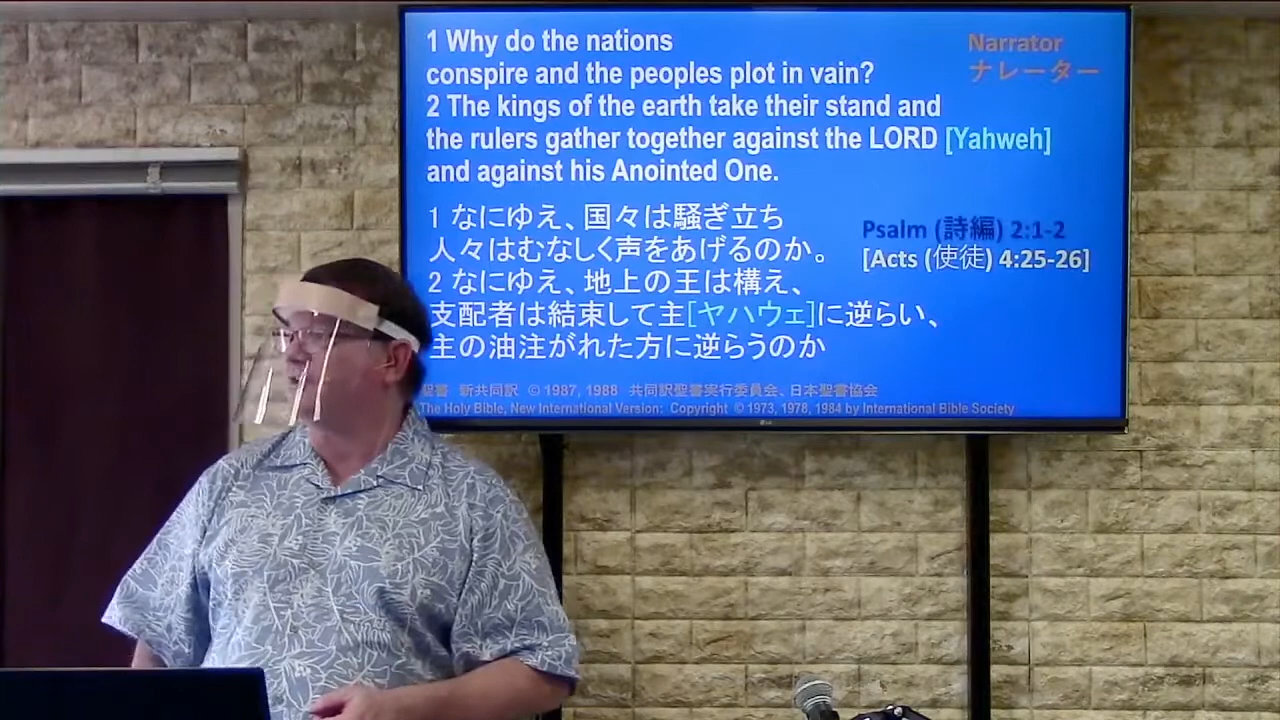 1 Why do the nations
conspire and the peoples plot in vain?
2 The kings of the earth take their stand and
the rulers gather together against the LORD [Yahweh]
and against his Anointed One.
Narrator
ナレーター
1 なにゆえ、国々は騒ぎ立ち
人々はむなしく声をあげるのか。
2 なにゆえ、地上の王は構え、
支配者は結束して主[ヤハウェ]に逆らい、
主の油注がれた方に逆らうのか
Psalm (詩編) 2:1-2
[Acts (使徒) 4:25-26]
聖書 新共同訳 © 1987, 1988 共同訳聖書実行委員会、日本聖書協会
The Holy Bible, New International Version: Copyright © 1973, 1978, 1984 by International Bible Society
LG